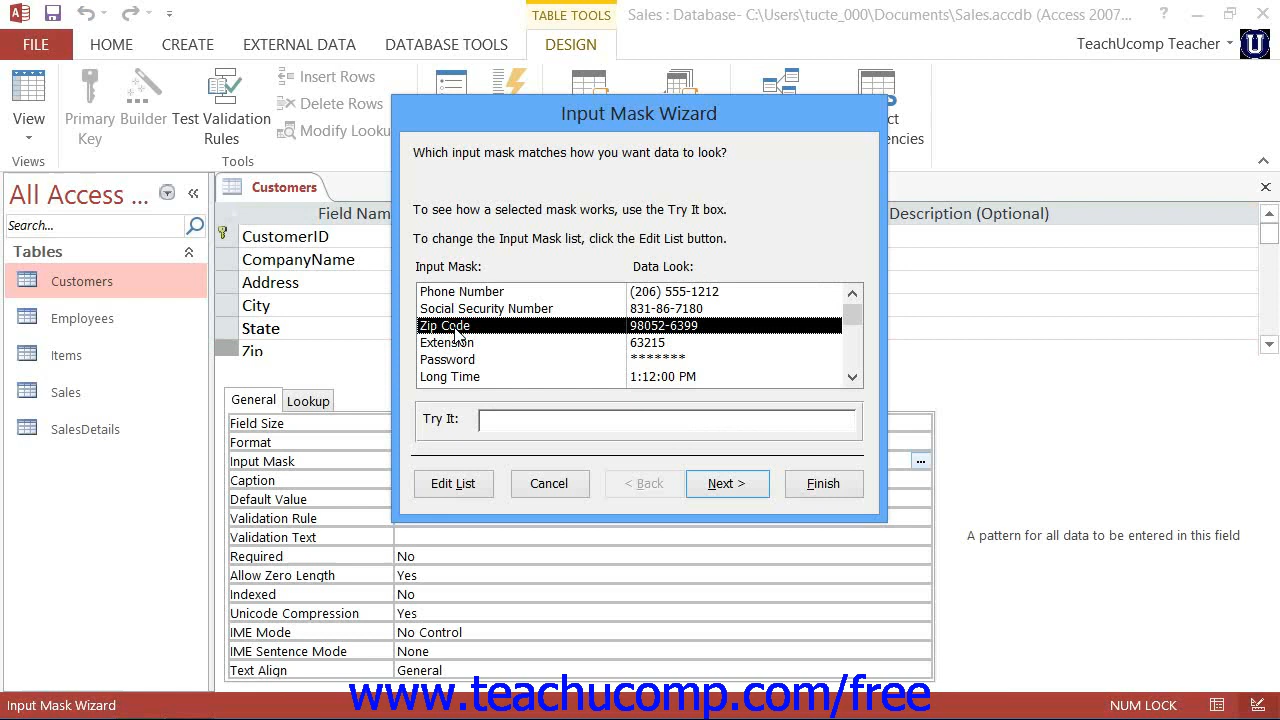 TABLE TOOLS
Sales : Database- C:\Users\tucte_000\Documents\Sales.accdb (Access 2007...
?
FILE
HOME
CREATE
EXTERNAL DATA
DATABASE TOOLS
DESIGN
TeachUcomp Teacher
U
View
Primary Key
Builder
Test Validation Rules
Insert Rows
Delete Rows
Modify Looku
Views
Tools
All Access ...
Search...
Tables
Customers
Employees
Items
Sales
SalesDetails
Customers
Field Nam
Description (Optional)
CustomerID
CompanyName
Address
City
State
Zip
Input Mask Wizard
Which input mask matches how you want data to look?
To see how a selected mask works, use the Try It box.
To change the Input Mask list, click the Edit List button.
Input Mask: Data Look:
Phone Number (206) 555-1212
Social Security Number 831-86-7180
Zip Code 98052-6399
Extension 63215
Password *******
Long Time 1:12:00 PM
Try It:
Edit List
Cancel
< Back
Next >
Finish
General
Lookup
Field Size
Format
Input Mask
Caption
Default Value
Validation Rule
Validation Text
Required No
Allow Zero Length Yes
Indexed No
Unicode Compression Yes
IME Mode No Control
IME Sentence Mode None
Text Align General
A pattern for all data to be entered in this field
www.teachucomp.com/free
Input Mask Wizard
NUM LOCK